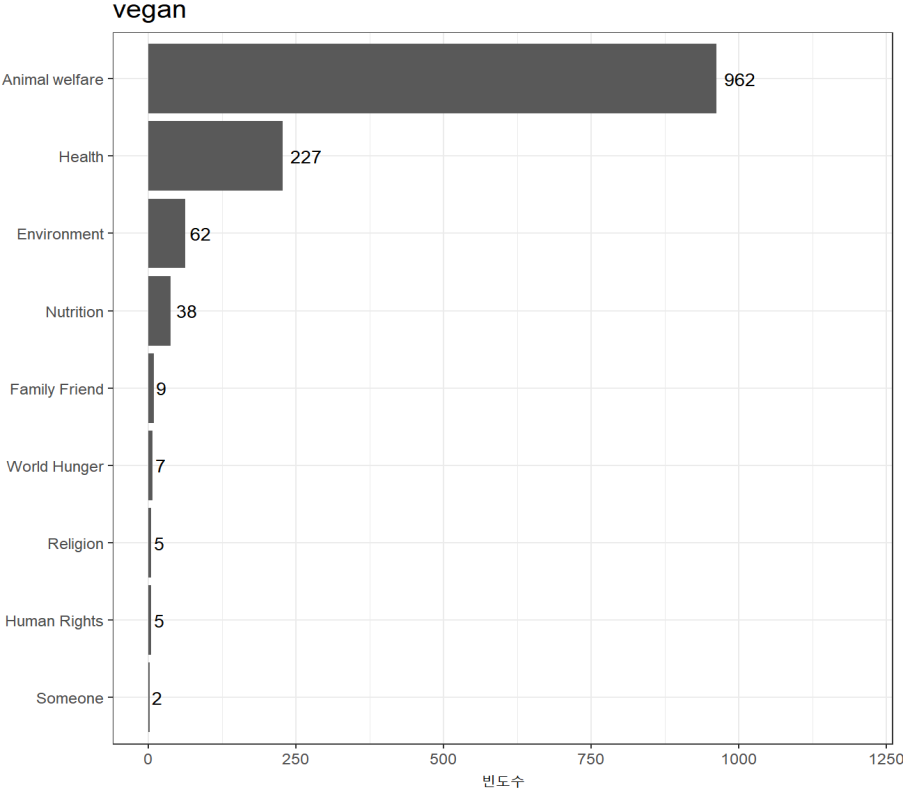 vegan
Animal welfare 962
Health 227
Environment 62
Nutrition 38
Family Friend 9
World Hunger 7
Religion 5
Human Rights 5
Someone 2
0 250 500 750 1000 1250
빈도수